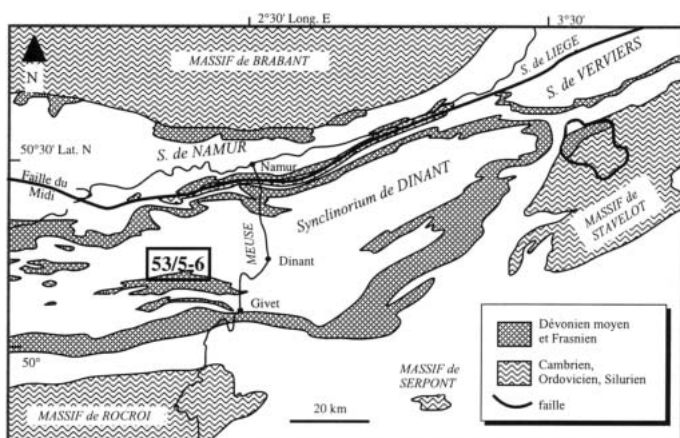 2°30' Long. E
3°30'
MASSIF de BRABANT
S. de LIEGE
S. de VERVIERS
N
50°30' Lat. N
S. de NAMUR
Namur
Faille du
Midi
Synclinorium de DINANT
MASSIF de
STAVELOT
MEUSE
53/5-6
Dinant
Givet
50°
MASSIF de
SERPONT
MASSIF de ROCROI
20 km
Dévonien moyen
et Frasnien
Cambrien,
Ordovicien, Silurien
faille